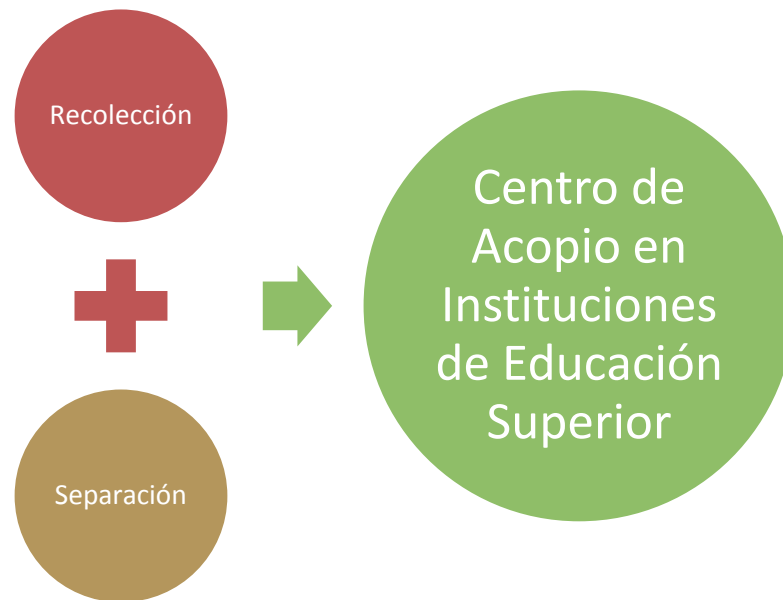 Recolección
Separación
Centro de
Acopio en
Instituciones
de Educación
Superior